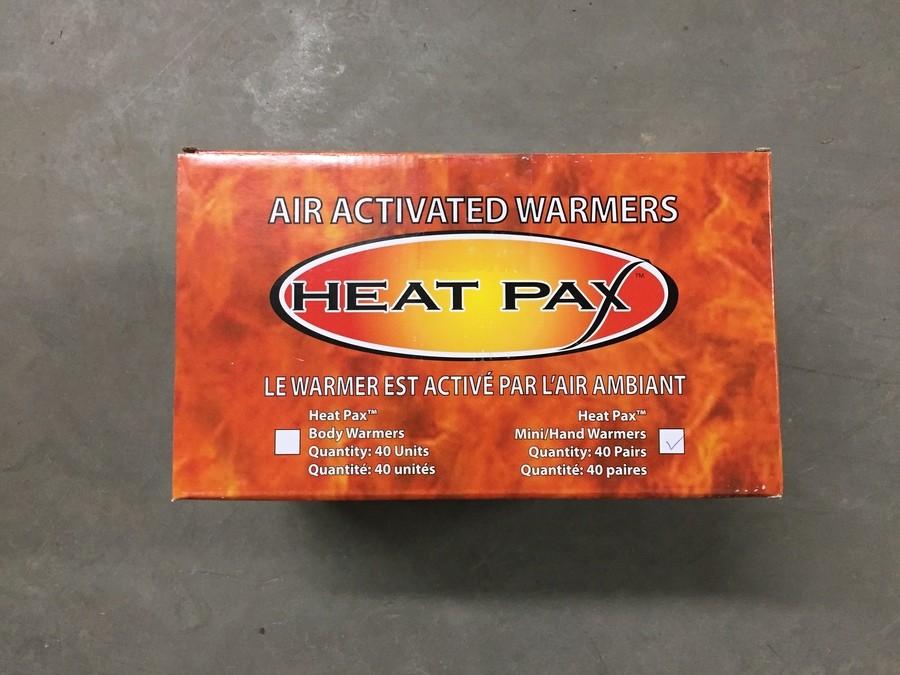 AIR ACTIVATED WARMERS
HEAT PAX™
LE WARMER EST ACTIVÉ PAR L'AIR AMBIANT
Heat Pax™
Body Warmers
Quantity: 40 Units
Quantité: 40 unités
Heat Pax™
Mini/Hand Warmers
Quantity: 40 Pairs
Quantité: 40 paires